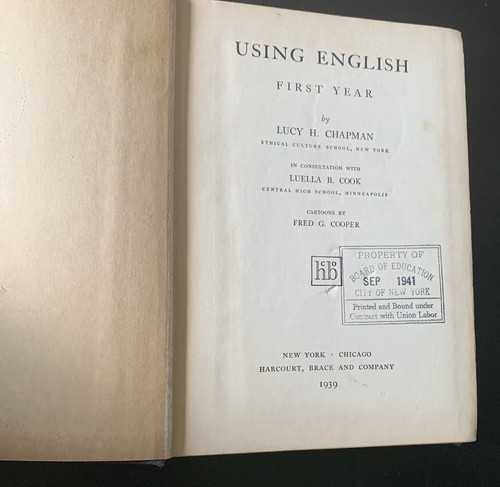 USING ENGLISH
FIRST YEAR
by
LUCY H. CHAPMAN
ETHICAL CULTURE SCHOOL, NEW YORK
IN CONSULTATION WITH
LUELLA B. COOK
CENTRAL HIGH SCHOOL, MINNEAPOLIS
CARTOONS BY
FRED G. COOPER
hcbo
PROPERTY OF
BOARD OF EDUCATION
SEP 1941
CITY OF NEW YORK
Printed and Bound under
Contract with Union Labor
NEW YORK · CHICAGO
HARCOURT, BRACE AND COMPANY
1939